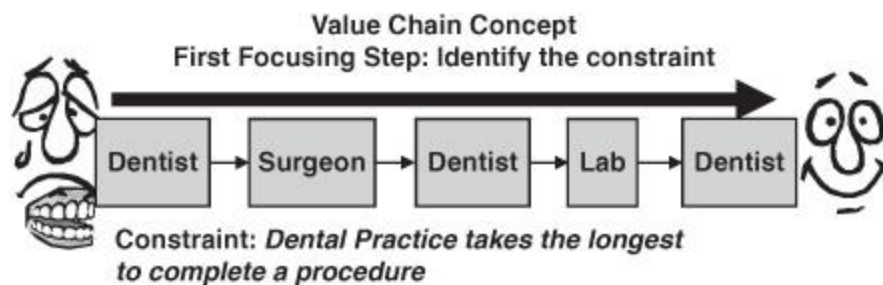 Value Chain Concept
First Focusing Step: Identify the constraint
Dentist
Surgeon
Dentist
Lab
Dentist
Constraint: Dental Practice takes the longest
to complete a procedure